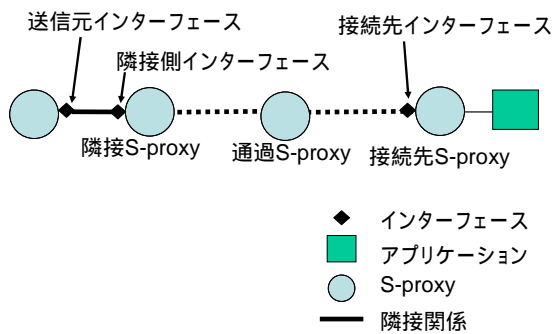 送信元インターフェース
接続先インターフェース
隣接側インターフェース
隣接S-proxy
通過S-proxy
接続先S-proxy
インターフェース
アプリケーション
S-proxy
隣接関係